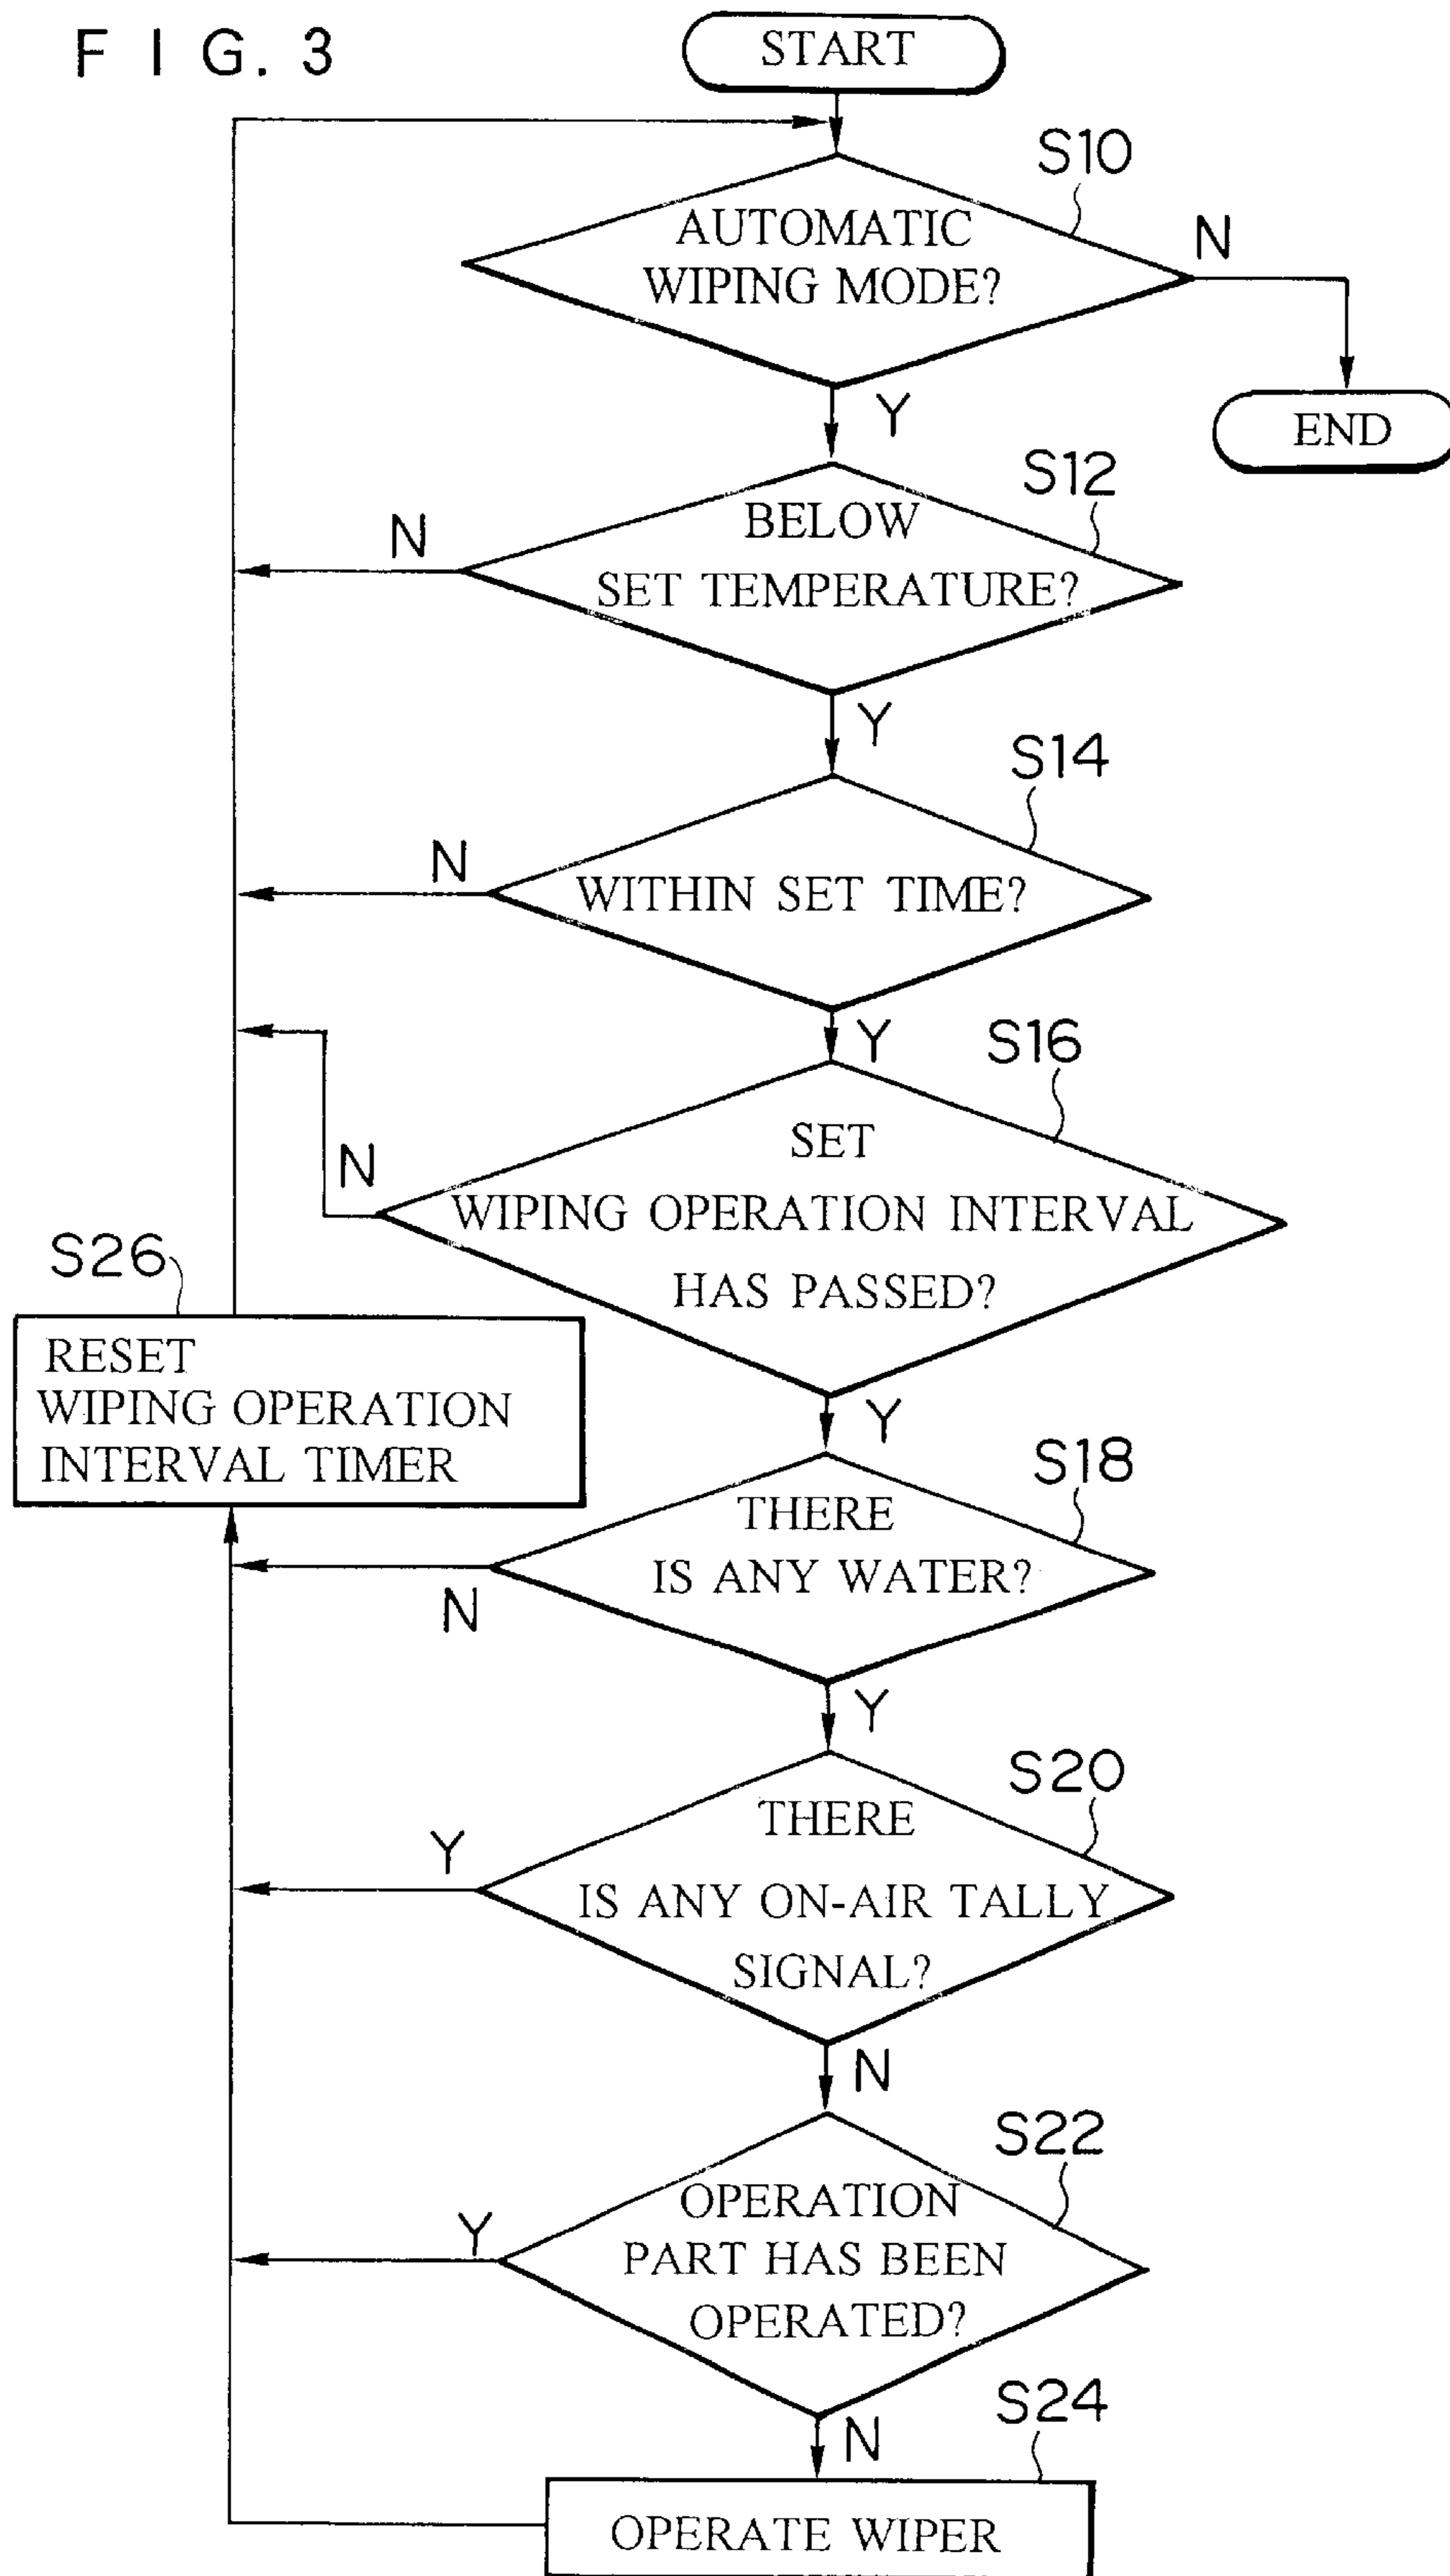 FIG. 3
START
S10
AUTOMATIC
WIPING MODE?
N
Y
END
S12
BELOW
SET TEMPERATURE?
N
Y
S14
WITHIN SET TIME?
N
Y
S16
SET
WIPING OPERATION INTERVAL
HAS PASSED?
N
Y
S26
RESET
WIPING OPERATION
INTERVAL TIMER
S18
THERE
IS ANY WATER?
N
Y
S20
THERE
IS ANY ON-AIR TALLY
SIGNAL?
Y
N
S22
OPERATION
PART HAS BEEN
OPERATED?
Y
N
S24
OPERATE WIPER